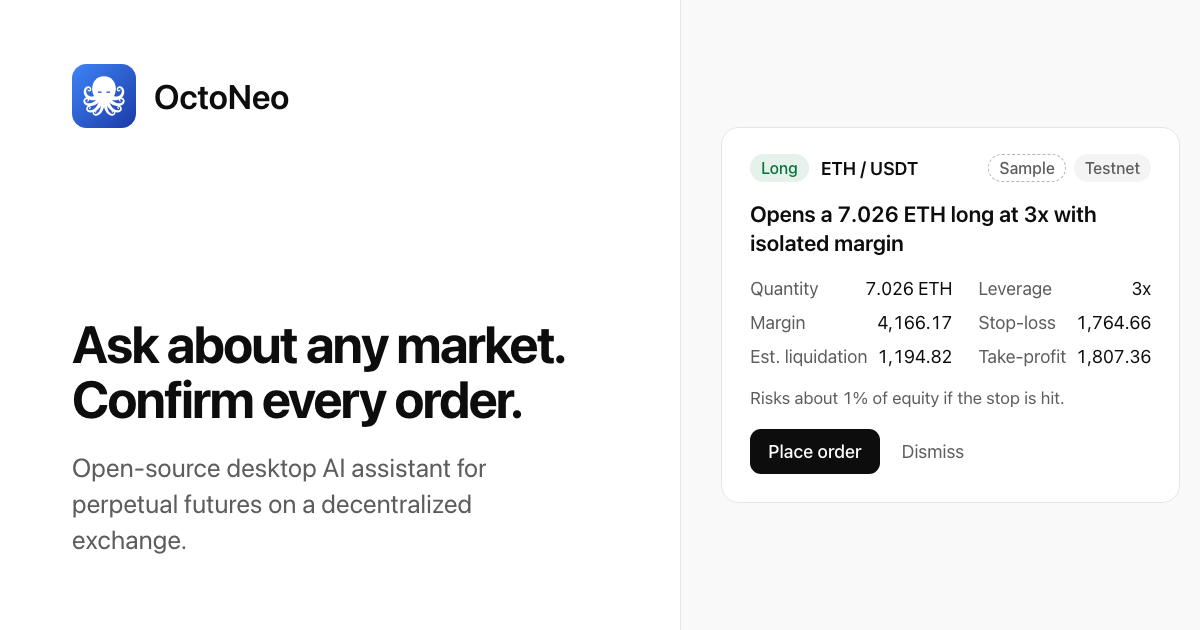 OctoNeo
Ask about any market.
Confirm every order.
Open-source desktop AI assistant for
perpetual futures on a decentralized
exchange.
Long ETH / USDT Sample Testnet
Opens a 7.026 ETH long at 3x with
isolated margin
Quantity 7.026 ETH Leverage 3x
Margin 4,166.17 Stop-loss 1,764.66
Est. liquidation 1,194.82 Take-profit 1,807.36
Risks about 1% of equity if the stop is hit.
Place order Dismiss